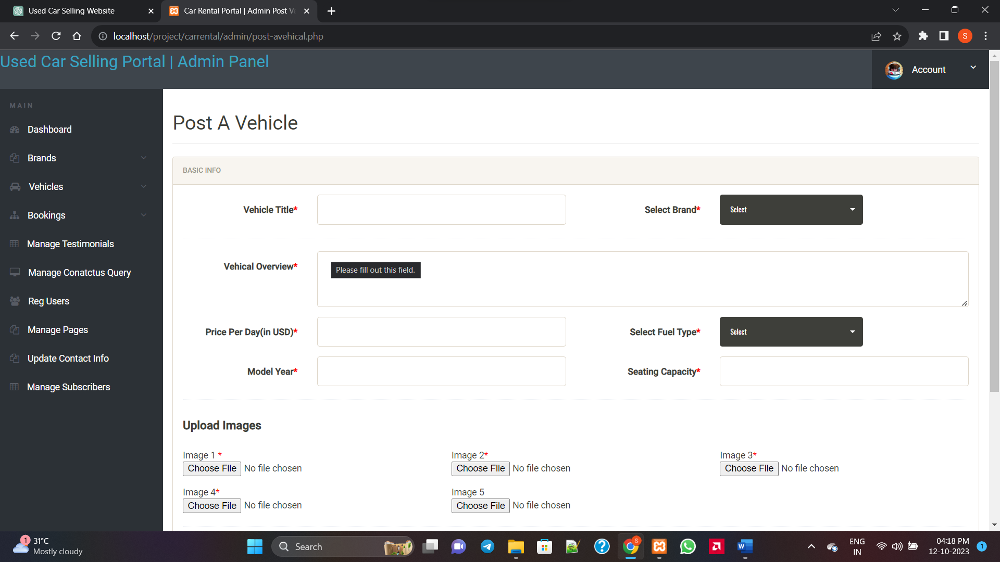 Used Car Selling Website
Car Rental Portal | Admin Post Ve
localhost/project/carrental/admin/post-avehical.php
S
Used Car Selling Portal | Admin Panel
Account
MAIN
Dashboard
Brands
Vehicles
Bookings
Manage Testimonials
Manage Conatctus Query
Reg Users
Manage Pages
Update Contact Info
Manage Subscribers
Post A Vehicle
BASIC INFO
Vehicle Title*
Select Brand*
Select
Vehical Overview*
Please fill out this field.
Price Per Day(in USD)*
Select Fuel Type*
Select
Model Year*
Seating Capacity*
Upload Images
Image 1 *
Choose File No file chosen
Image 2*
Choose File No file chosen
Image 3*
Choose File No file chosen
Image 4*
Choose File No file chosen
Image 5
Choose File No file chosen
1
31°C
Mostly cloudy
Search
S
W
ENG
IN
04:18 PM
12-10-2023
1